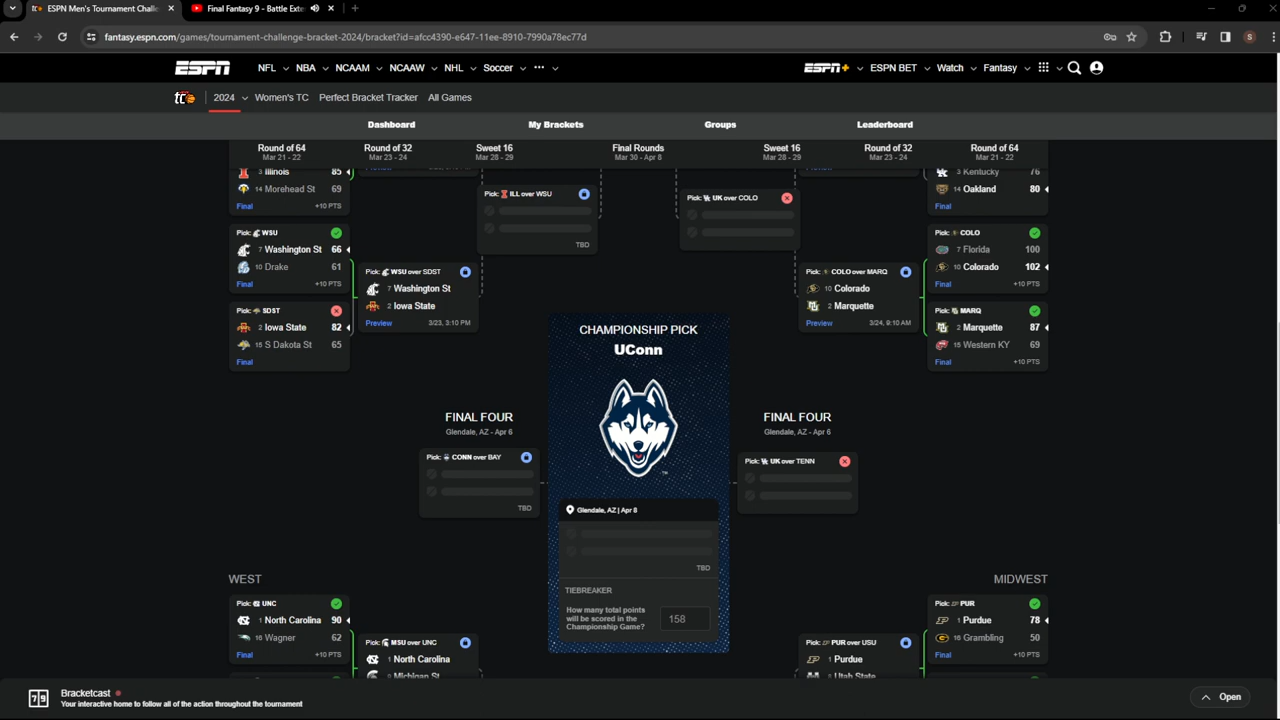 ESPN Men's Tournament Challe
Final Fantasy 9 - Battle Exte
fantasy.espn.com/games/tournament-challenge-bracket-2024/bracket?id=afcc4390-e647-11ee-8910-7990a78ec77d
S
ESPN NFL NBA NCAAM NCAAW NHL Soccer ESPN+ ESPN BET Watch Fantasy
tc 2024 Women's TC Perfect Bracket Tracker All Games
Dashboard My Brackets Groups Leaderboard
Round of 64 Round of 32 Sweet 16 Final Rounds Sweet 16 Round of 32 Round of 64
Mar 21 - 22 Mar 23 - 24 Mar 28 - 29 Mar 30 - Apr 8 Mar 28 - 29 Mar 23 - 24 Mar 21 - 22
3 Illinois 85
14 Morehead St 69
Final +10 PTS
Pick: WSU
7 Washington St 66
10 Drake 61
Final +10 PTS
Pick: SDST
2 Iowa State 82
15 S Dakota St 65
Final
Pick: WSU over SDST
7 Washington St
2 Iowa State
Preview 3/23, 3:10 PM
Pick: ILL over WSU
TBD
Pick: UK over COLO
Pick: COLO over MARQ
10 Colorado
2 Marquette
Preview 3/24, 9:10 AM
3 Kentucky 76
14 Oakland 80
Final
Pick: COLO
7 Florida 100
10 Colorado 102
Final +10 PTS
Pick: MARQ
2 Marquette 87
15 Western KY 69
Final +10 PTS
CHAMPIONSHIP PICK
UConn
FINAL FOUR
Glendale, AZ - Apr 6
Pick: CONN over BAY
TBD
FINAL FOUR
Glendale, AZ - Apr 6
Pick: UK over TENN
Glendale, AZ | Apr 8
TBD
TIEBREAKER
How many total points
will be scored in the
Championship Game?
158
WEST
Pick: UNC
1 North Carolina 90
16 Wagner 62
Final +10 PTS
Pick: MSU over UNC
1 North Carolina
9 Michigan St
MIDWEST
Pick: PUR over USU
1 Purdue
8 Utah State
Pick: PUR
1 Purdue 78
16 Grambling 50
Final +10 PTS
Bracketcast
Your interactive home to follow all of the action throughout the tournament
Open